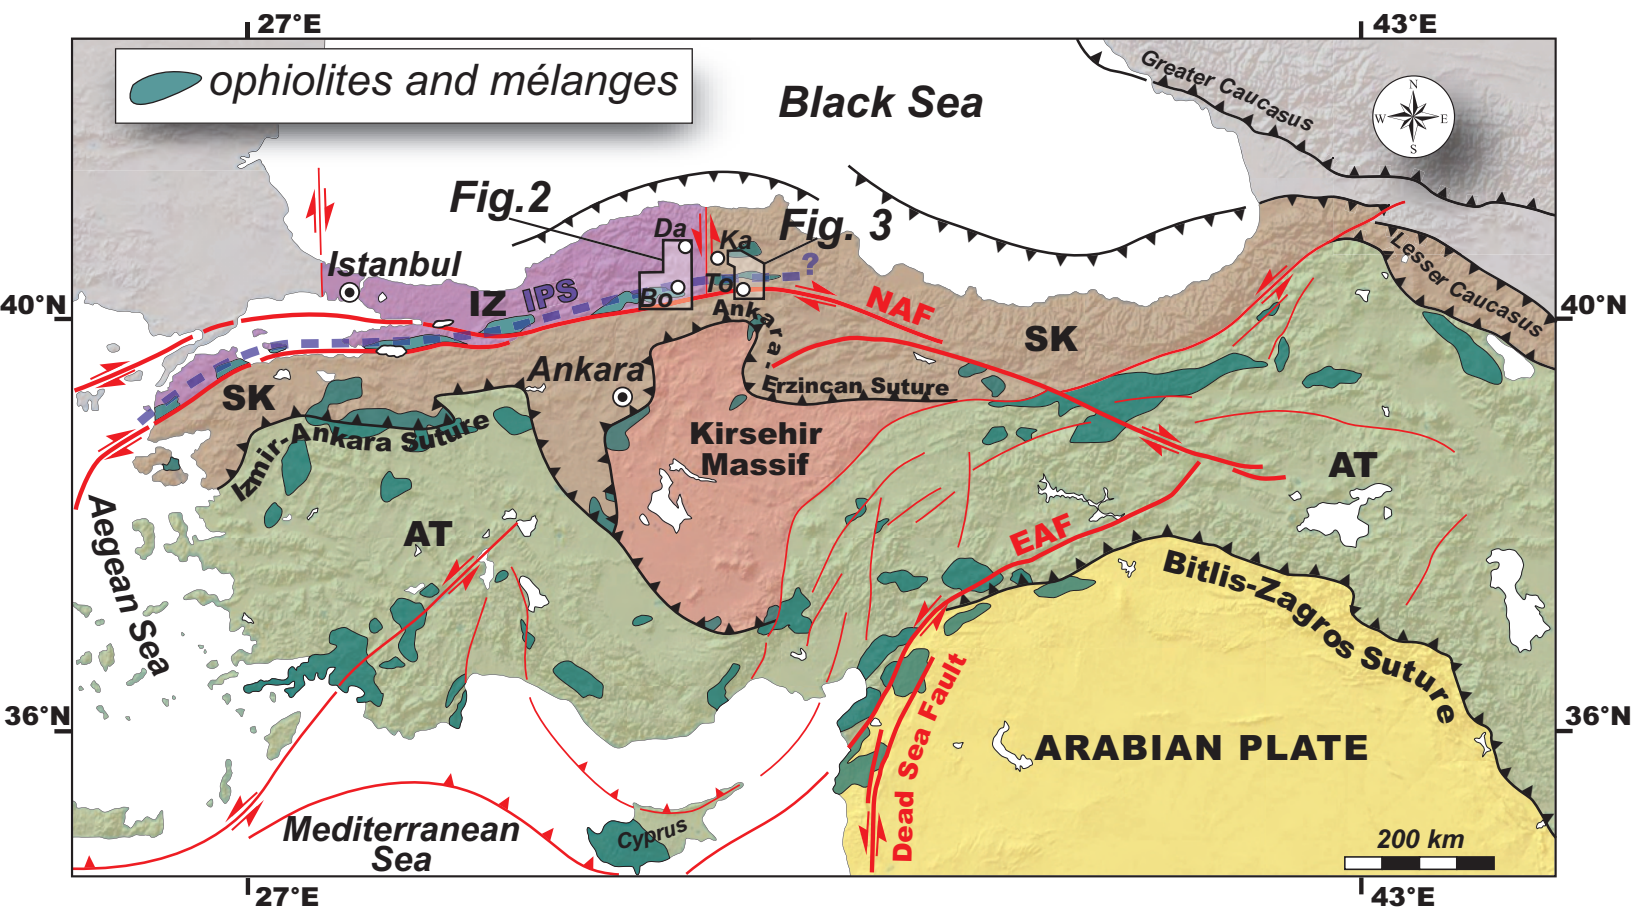 27°E
43°E
ophiolites and mélanges
Black Sea
Greater Caucasus
N
W
E
S
Fig.2
Da
Ka
Fig. 3
Istanbul
?
Lesser Caucasus
40°N
IZ
IPS
Bo
To
NAF
40°N
Ankara-
Erzincan Suture
SK
SK
Ankara
AT
Izmir-Ankara Suture
Kirsehir
Massif
AT
Aegean Sea
AT
EAF
Bitlis-Zagros Suture
36°N
36°N
Dead Sea Fault
ARABIAN PLATE
Mediterranean
Sea
Cyprus
200 km
27°E
43°E